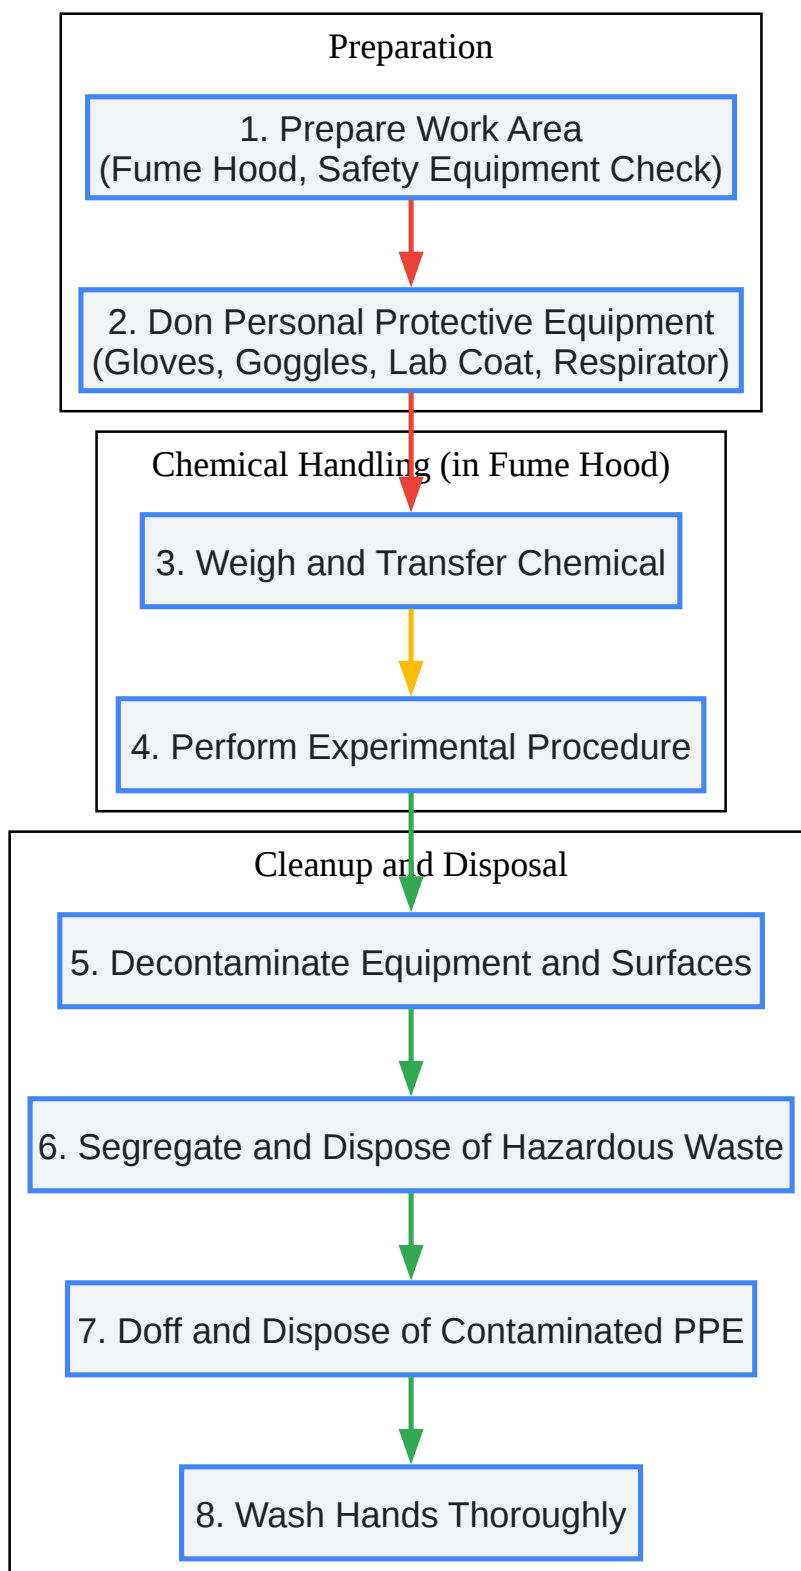 Preparation
1. Prepare Work Area
(Fume Hood, Safety Equipment Check)
2. Don Personal Protective Equipment
(Gloves, Goggles, Lab Coat, Respirator)
Chemical Handling (in Fume Hood)
3. Weigh and Transfer Chemical
4. Perform Experimental Procedure
Cleanup and Disposal
5. Decontaminate Equipment and Surfaces
6. Segregate and Dispose of Hazardous Waste
7. Doff and Dispose of Contaminated PPE
8. Wash Hands Thoroughly